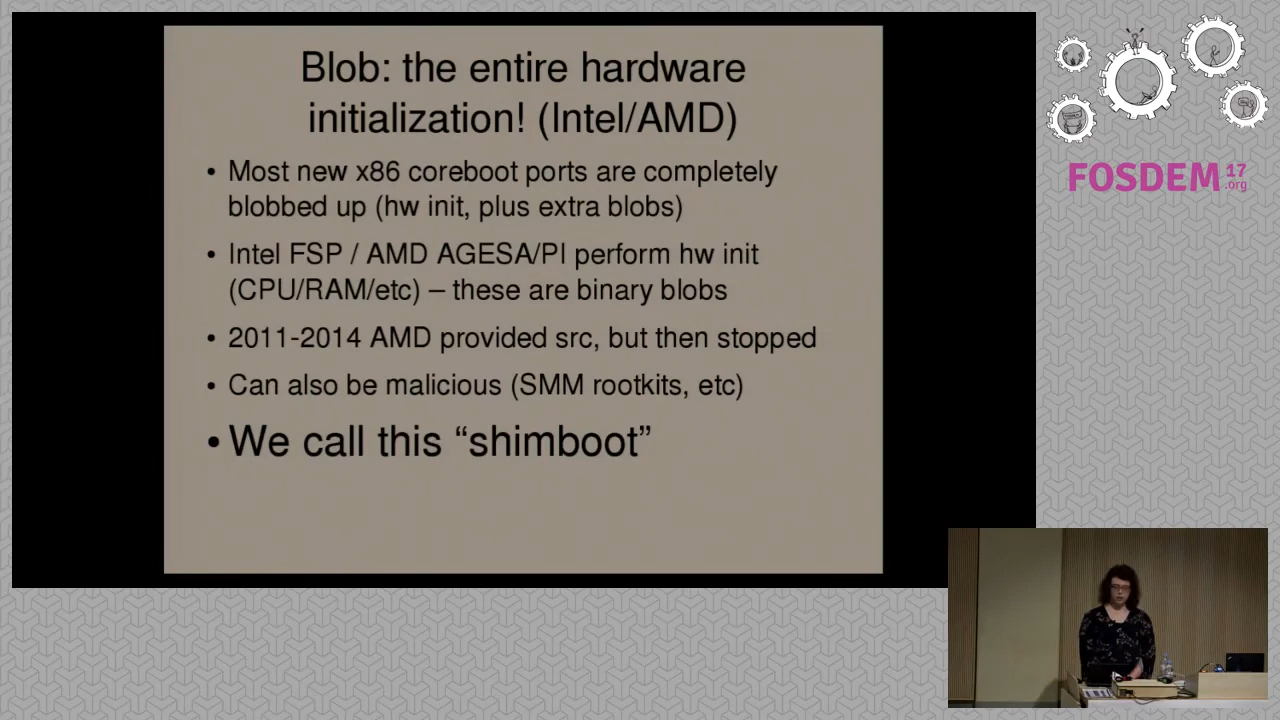 Blob: the entire hardware
initialization! (Intel/AMD)
• Most new x86 coreboot ports are completely
blobbed up (hw init, plus extra blobs)
• Intel FSP / AMD AGESA/PI perform hw init
(CPU/RAM/etc) – these are binary blobs
• 2011-2014 AMD provided src, but then stopped
• Can also be malicious (SMM rootkits, etc)
• We call this “shimboot”
FOSDEM 17
.org